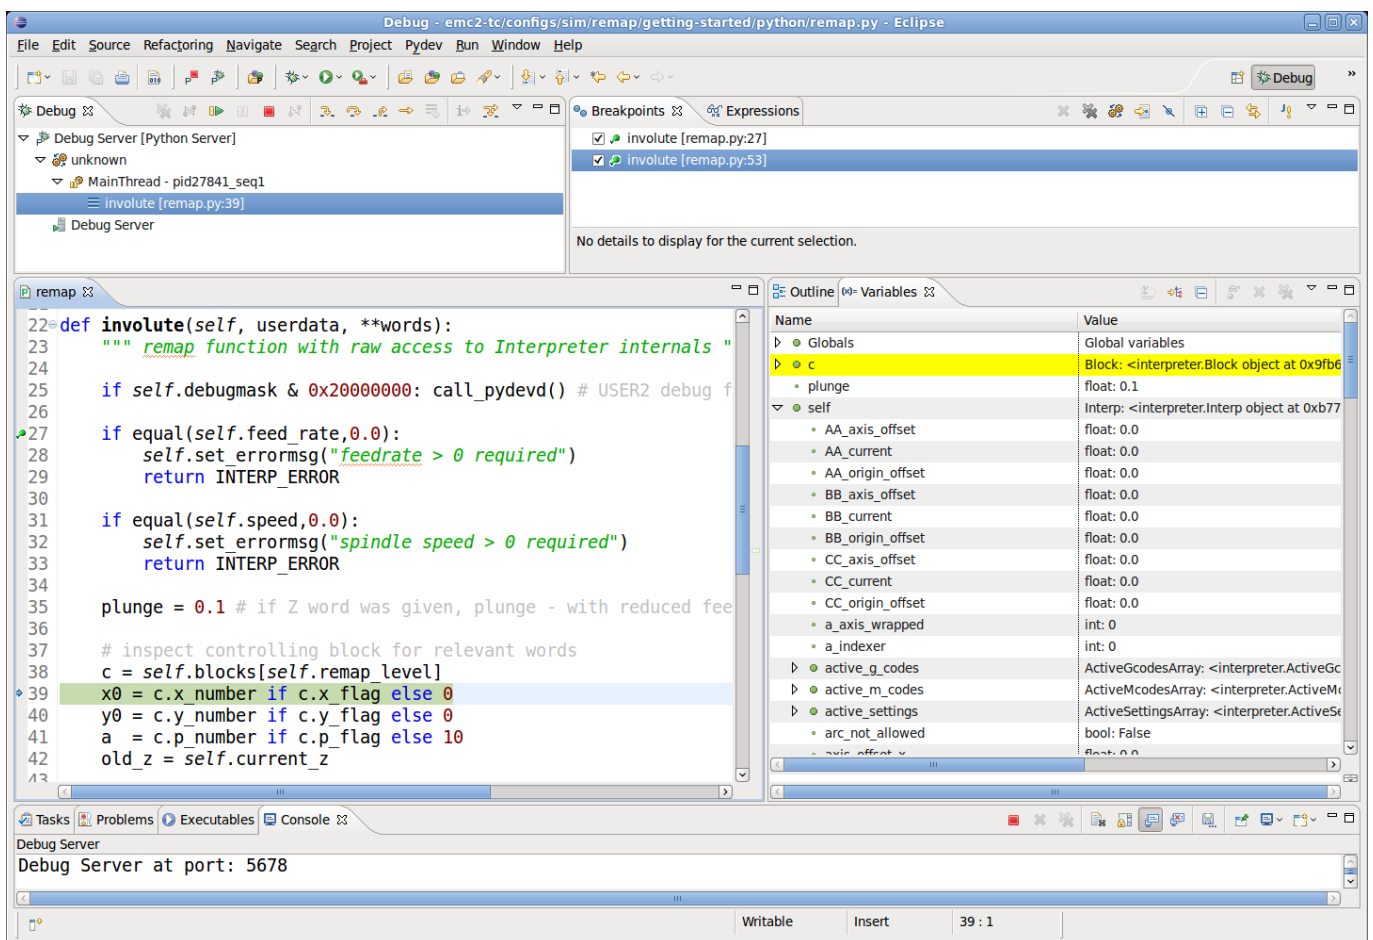 Debug - emc2-tc/configs/sim/remap/getting-started/python/remap.py - Eclipse
File Edit Source Refactoring Navigate Search Project Pydev Run Window Help
Debug
»
Debug
Breakpoints
Expressions
Debug Server [Python Server]
unknown
MainThread - pid27841_seq1
involute [remap.py:39]
Debug Server
involute [remap.py:27]
involute [remap.py:53]
No details to display for the current selection.
remap
22 def involute(self, userdata, **words):
23 """ remap function with raw access to Interpreter internals "
24
25 if self.debugmask & 0x20000000: call_pydevd() # USER2 debug f
26
27 if equal(self.feed_rate,0.0):
28 self.set_errormsg("feedrate > 0 required")
29 return INTERP_ERROR
30
31 if equal(self.speed,0.0):
32 self.set_errormsg("spindle speed > 0 required")
33 return INTERP_ERROR
34
35 plunge = 0.1 # if Z word was given, plunge - with reduced fee
36
37 # inspect controlling block for relevant words
38 c = self.blocks[self.remap_level]
39 x0 = c.x_number if c.x_flag else 0
40 y0 = c.y_number if c.y_flag else 0
41 a  = c.p_number if c.p_flag else 10
42 old_z = self.current_z
43
Outline
Variables
Name Value
Globals Global variables
c Block: <interpreter.Block object at 0x9fb6
plunge float: 0.1
self Interp: <interpreter.Interp object at 0xb77
AA_axis_offset float: 0.0
AA_current float: 0.0
AA_origin_offset float: 0.0
BB_axis_offset float: 0.0
BB_current float: 0.0
BB_origin_offset float: 0.0
CC_axis_offset float: 0.0
CC_current float: 0.0
CC_origin_offset float: 0.0
a_axis_wrapped int: 0
a_indexer int: 0
active_g_codes ActiveGcodesArray: <interpreter.ActiveGc
active_m_codes ActiveMcodesArray: <interpreter.ActiveMc
active_settings ActiveSettingsArray: <interpreter.ActiveSe
arc_not_allowed bool: False
axis_offset_x float: 0.0
Tasks Problems Executables Console
Debug Server
Debug Server at port: 5678
Writable Insert 39 : 1